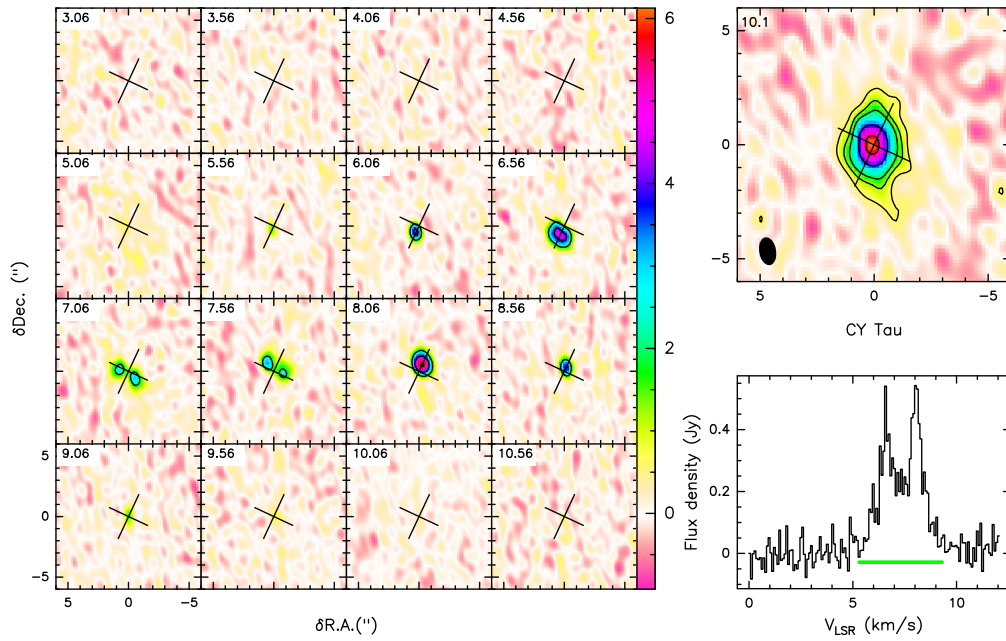 3.06 3.56 4.06 4.56
5.06 5.56 6.06 6.56
7.06 7.56 8.06 8.56
9.06 9.56 10.06 10.56
5
0
−5
5 0 −5
δDec. (")
δR.A.(")
6
4
2
0
10.1
5
0
−5
5 0 −5
CY Tau
0.4
0.2
0
Flux density (Jy)
0 5 10
V_LSR (km/s)